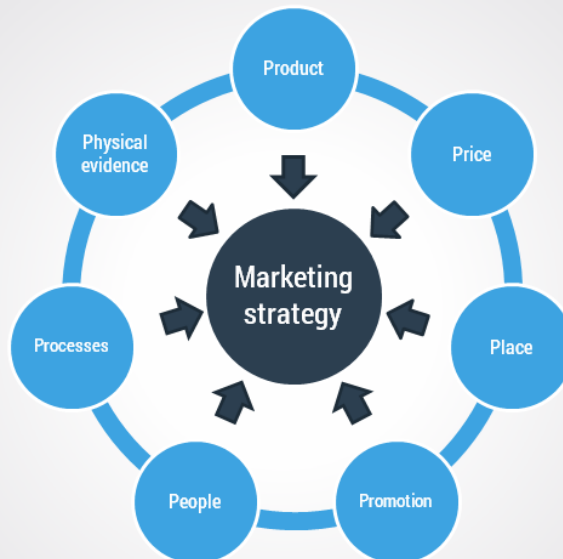 Product
Price
Place
Promotion
People
Processes
Physical
evidence
Marketing
strategy